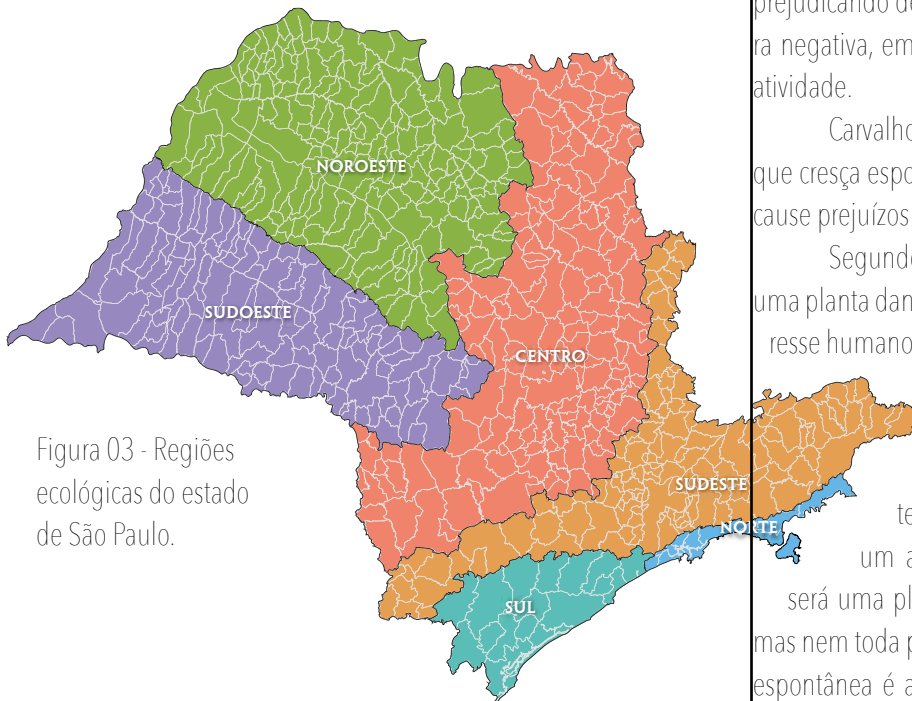 NOROESTE
SUDOESTE
CENTRO
SUDESTE
NORTE
SUL
Figura 03 - Regiões
ecológicas do estado
de São Paulo.
prejudicando de
ra negativa, em
atividade.
Carvalho
que cresça espo
cause prejuízos
Segundo
uma planta dan
resse humano
te
um a
será uma pl
mas nem toda p
espontânea é a